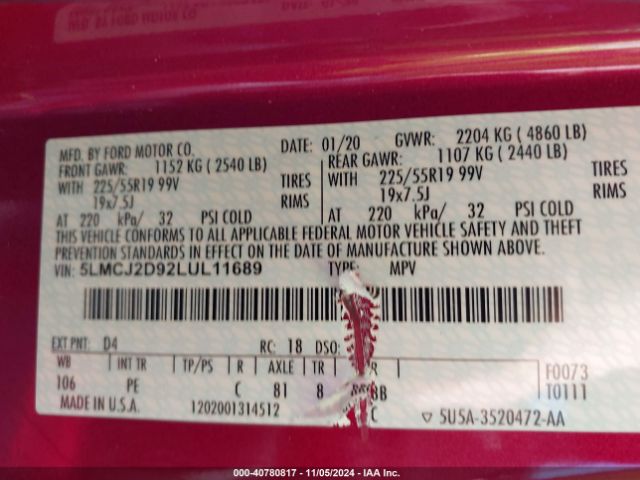 MFD. BY FORD MOTOR CO. DATE: 01/20 GVWR: 2204 KG ( 4860 LB)
FRONT GAWR: 1152 KG ( 2540 LB) REAR GAWR: 1107 KG ( 2440 LB)
WITH 225/55R19 99V TIRES WITH 225/55R19 99V TIRES
19x7.5J RIMS 19x7.5J RIMS
AT 220 kPa/ 32 PSI COLD AT 220 kPa/ 32 PSI COLD
THIS VEHICLE CONFORMS TO ALL APPLICABLE FEDERAL MOTOR VEHICLE SAFETY AND THEFT
PREVENTION STANDARDS IN EFFECT ON THE DATE OF MANUFACTURE SHOWN ABOVE.
VIN: 5LMCJ2D92LUL11689 TYPE: MPV
EXT PNT: D4 RC: 18 DSO:
WB INT TR TP/PS R AXLE TR F0073
106 PE C 81 8 BB T0111
MADE IN U.S.A. 1202001314512 C SUSA-3520472-AA
000-40780817 - 11/05/2024 - IAA Inc.